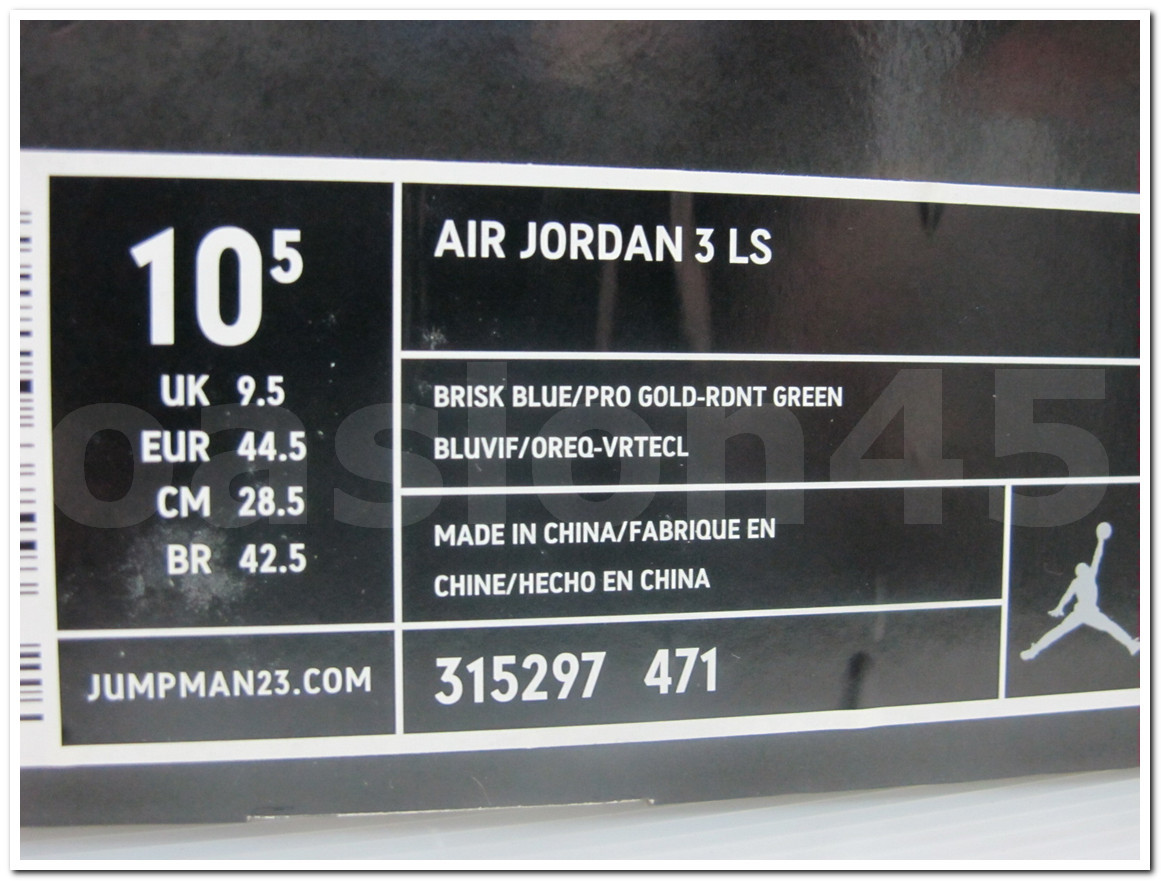 10⁵
UK 9.5
EUR 44.5
CM 28.5
BR 42.5
JUMPMAN23.COM
AIR JORDAN 3 LS
BRISK BLUE/PRO GOLD-RDNT GREEN
BLUVIF/OREQ-VRTECL
MADE IN CHINA/FABRIQUE EN
CHINE/HECHO EN CHINA
315297 471
oasion45